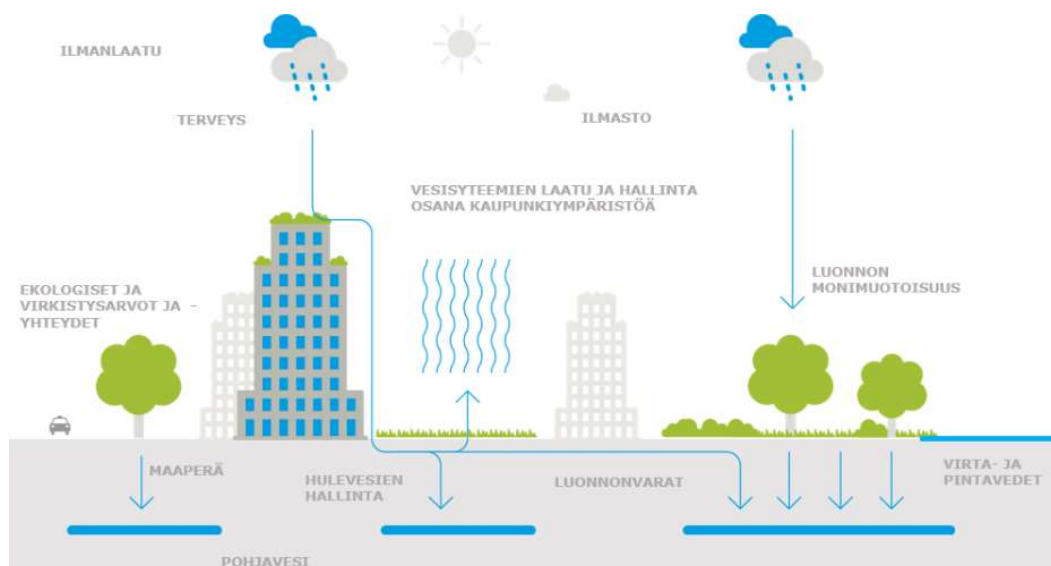 ILMANLAATU
TERVEYS
ILMASTO
VESISYTEEMIEN LAATU JA HALLINTA
OSANA KAUPUNKIYMPÄRISTÖÄ
LUONNON
MONIMUOTOISUUS
EKOLOGISET JA
VIRKISTYSARVOT JA -
YHTEYDET
MAAPERÄ
HULEVESIEN
HALLINTA
LUONNONVARAT
VIRTA- JA
PINTAVEDET
POHJAVESI